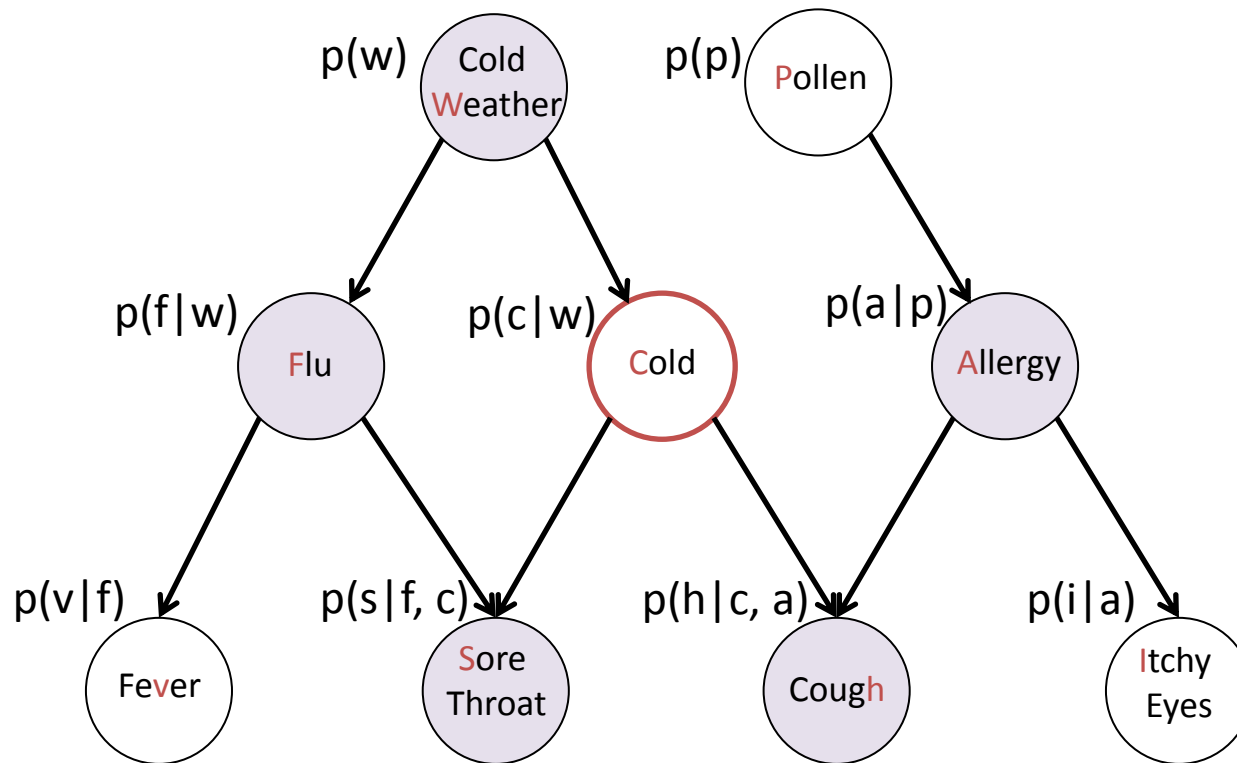 p(w)
Cold
Weather
p(p)
Pollen
p(f|w)
Flu
p(c|w)
Cold
p(a|p)
Allergy
p(v|f)
Fever
p(s|f, c)
Sore
Throat
p(h|c, a)
Cough
p(i|a)
Itchy
Eyes